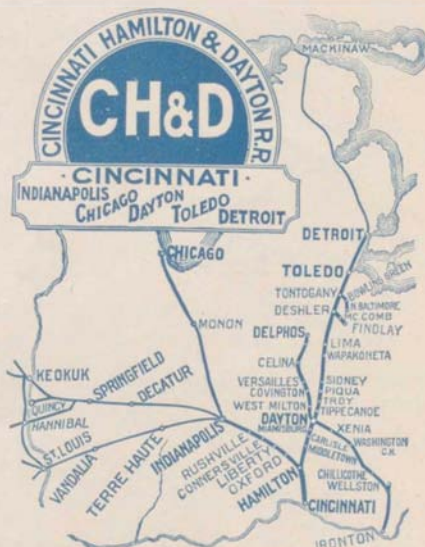 CINCINNATI HAMILTON & DAYTON R.R.
CH&D
· CINCINNATI ·
INDIANAPOLIS
CHICAGO
DAYTON
TOLEDO
DETROIT
MACKINAW
DETROIT
TOLEDO
BOWLING GREEN
TONTOGANY
N. BALTIMORE
DESHLER
MC.COMB
FINDLAY
CHICAGO
MONON
DELPHOS
LIMA
WAPAKONETA
CELINA
VERSAILLES
SIDNEY
COVINGTON
PIQUA
WEST MILTON
TROY
TIPPECANOE
DAYTON
XENIA
MIAMISBURG
WASHINGTON
C.H.
CARLISLE
MIDDLETOWN
CHILLICOTHE
WELLSTON
KEOKUK
SPRINGFIELD
DECATUR
QUINCY
HANNIBAL
ST. LOUIS
VANDALIA
TERRE HAUTE
INDIANAPOLIS
RUSHVILLE
CONNERSVILLE
LIBERTY
OXFORD
HAMILTON
CINCINNATI
IRONTON